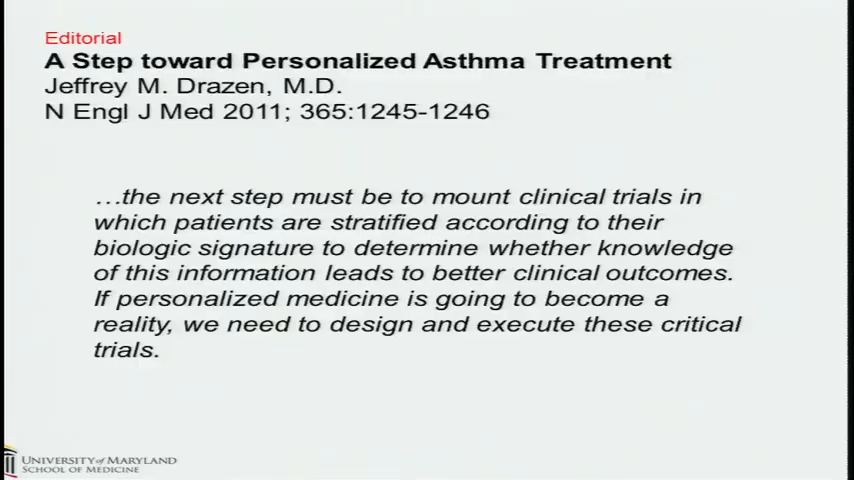 Editorial
A Step toward Personalized Asthma Treatment
Jeffrey M. Drazen, M.D.
N Engl J Med 2011; 365:1245-1246
…the next step must be to mount clinical trials in
which patients are stratified according to their
biologic signature to determine whether knowledge
of this information leads to better clinical outcomes.
If personalized medicine is going to become a
reality, we need to design and execute these critical
trials.
UNIVERSITY of MARYLAND
SCHOOL OF MEDICINE